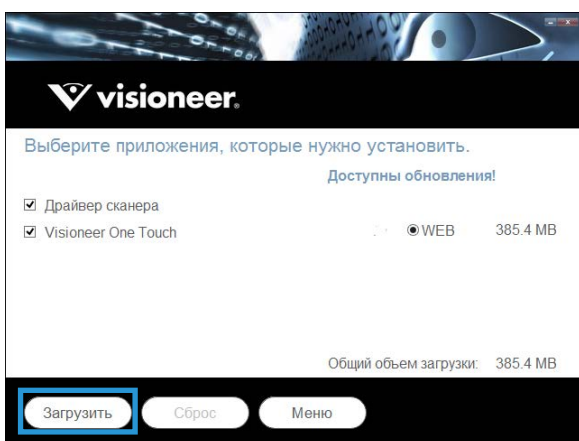 visioneer®
Выберите приложения, которые нужно установить.
Доступны обновления!
Драйвер сканера
Visioneer One Touch WEB 385.4 MB
Общий объем загрузки: 385.4 MB
Загрузить Сброс Меню